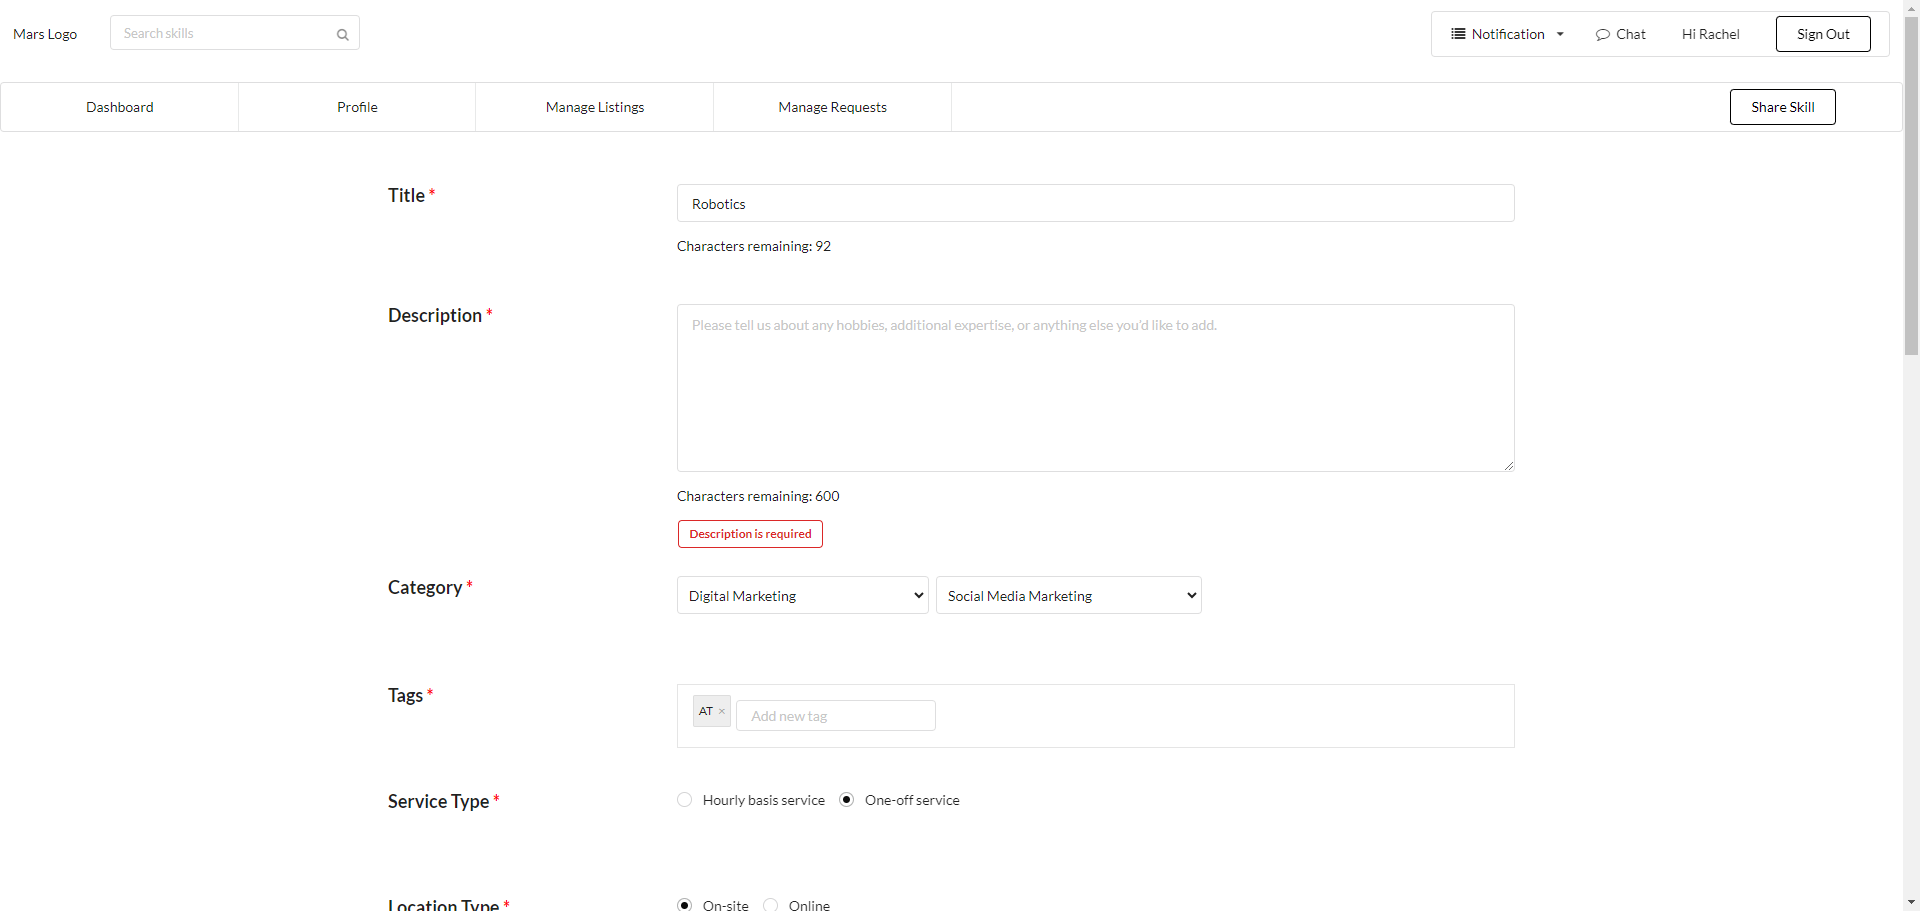 Mars Logo
Search skills
Notification
Chat
Hi Rachel
Sign Out
Dashboard
Profile
Manage Listings
Manage Requests
Share Skill
Title *
Robotics
Characters remaining: 92
Description *
Please tell us about any hobbies, additional expertise, or anything else you'd like to add.
Characters remaining: 600
Description is required
Category *
Digital Marketing
Social Media Marketing
Tags *
AT ×
Add new tag
Service Type *
Hourly basis service
One-off service
Location Type *
On-site
Online